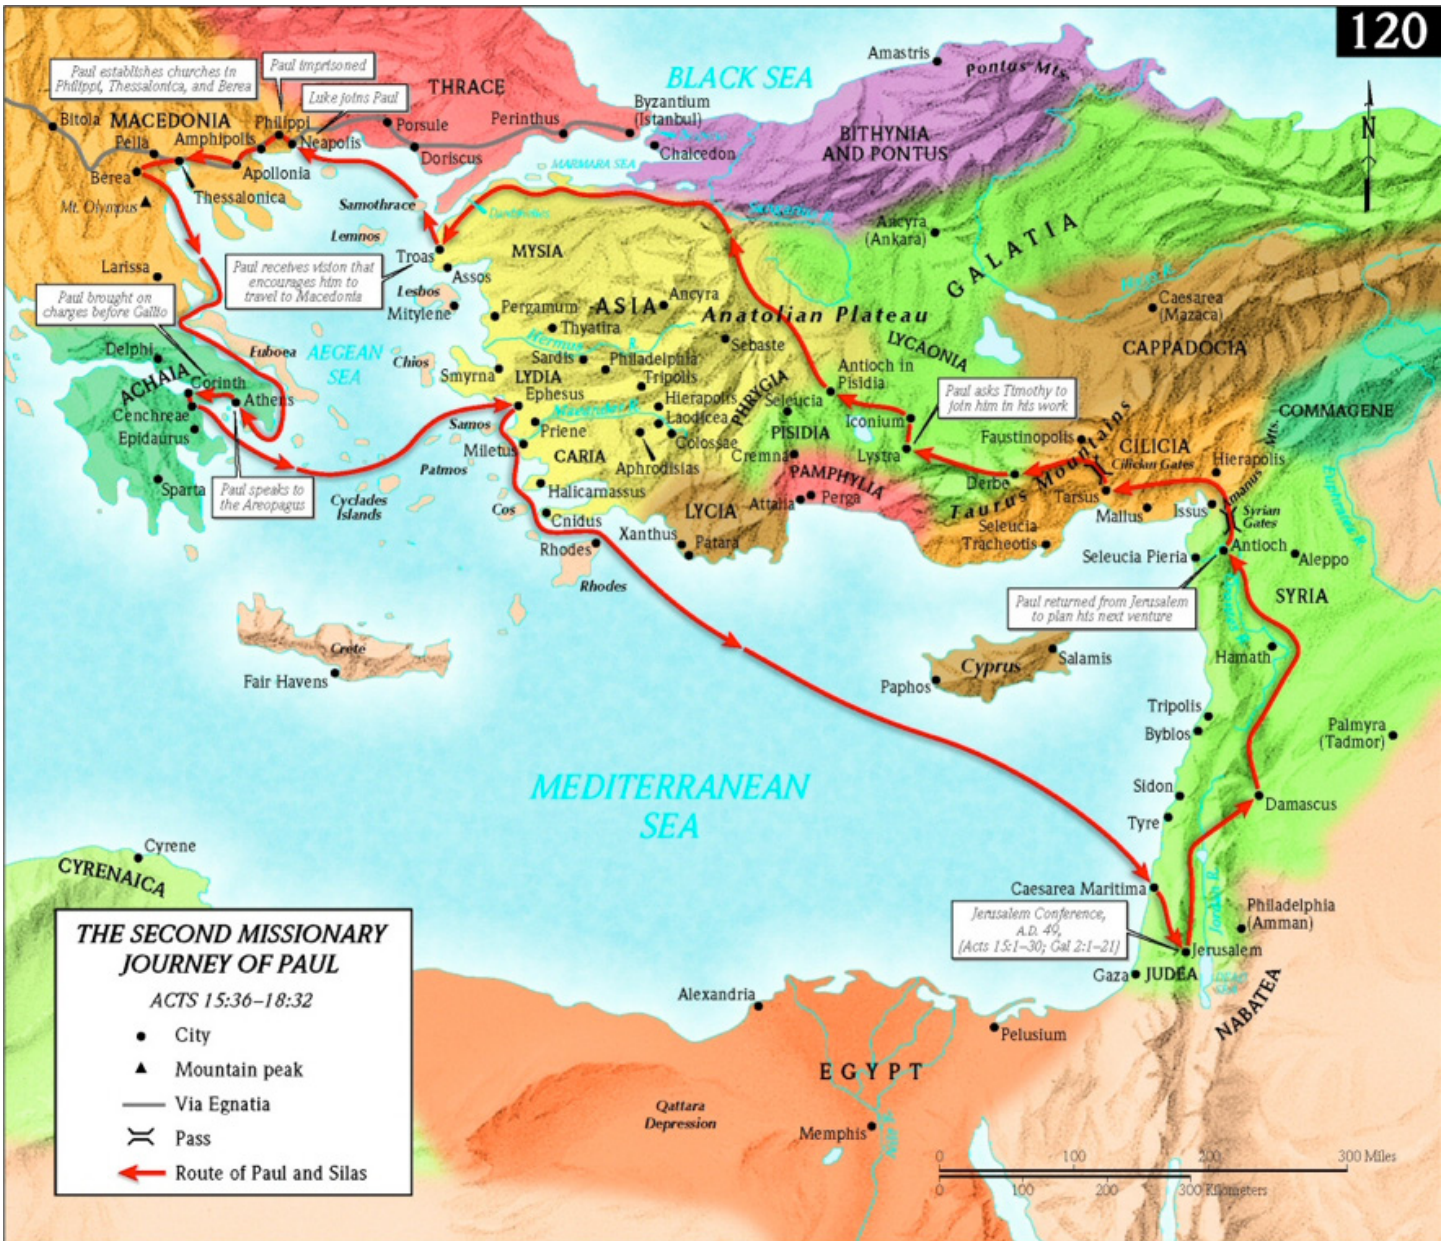 120
BLACK SEA
Amastris
Pontus Mts.
Paul establishes churches in
Philippi, Thessalonica, and Berea
Paul imprisoned
Luke joins Paul
THRACE
Byzantium
(Istanbul)
Perinthus
Bitola
MACEDONIA
Philippi
Porsule
Pella
Amphipolis
Neapolis
Doriscus
Chalcedon
BITHYNIA
AND PONTUS
N
MARMARA SEA
Berea
Apollonia
Thessalonica
Mt. Olympus
Samothrace
Dardanelles
Sangarius R.
Lemnos
Ancyra
(Ankara)
GALATIA
Troas
MYSIA
Larissa
Paul receives vision that
encourages him to
travel to Macedonia
Assos
Lesbos
Mitylene
Paul brought on
charges before Gallio
Pergamum
ASIA
Ancyra
Anatolian Plateau
Caesarea
(Mazaca)
Thyatira
Hermus R.
Sebaste
LYCAONIA
CAPPADOCIA
Delphi
Euboea
AEGEAN
SEA
Chios
Sardis
Philadelphia
Smyrna
LYDIA
Tripolis
Antioch in
Pisidia
ACHAIA
Corinth
Athens
Ephesus
Hierapolis
PHRYGIA
Seleucia
Paul asks Timothy to
join him in his work
COMMAGENE
Cenchreae
Maeander R.
Laodicea
Iconium
Epidaurus
Samos
Priene
Colossae
PISIDIA
Faustinopolis
CILICIA
Miletus
CARIA
Aphrodisias
Cremna
Lystra
Cilician Gates
Hierapolis
Patmos
PAMPHYLIA
Derbe
Taurus Mountains
Sparta
Paul speaks to
the Areopagus
Cyclades
Islands
Halicarnassus
Attalia
Perga
Tarsus
Mallus
Issus
Amanus Mts.
Syrian
Gates
Euphrates R.
Cos
Cnidus
Xanthus
LYCIA
Patara
Seleucia
Tracheotis
Rhodes
Rhodes
Seleucia Pieria
Antioch
Aleppo
Paul returned from Jerusalem
to plan his next venture
SYRIA
Crete
Fair Havens
Cyprus
Salamis
Paphos
Hamath
Tripolis
Byblos
Palmyra
(Tadmor)
MEDITERRANEAN
SEA
Sidon
Damascus
Tyre
Cyrene
CYRENAICA
Caesarea Maritima
Jordan R.
Jerusalem Conference,
A.D. 49,
(Acts 15:1–30; Gal 2:1–21)
Philadelphia
(Amman)
Jerusalem
Gaza
JUDEA
DEAD
SEA
NABATEA
Alexandria
Pelusium
EGYPT
Qattara
Depression
Memphis
THE SECOND MISSIONARY
JOURNEY OF PAUL
ACTS 15:36–18:32
City
Mountain peak
Via Egnatia
Pass
Route of Paul and Silas
0 100 200 300 Miles
0 100 200 300 Kilometers